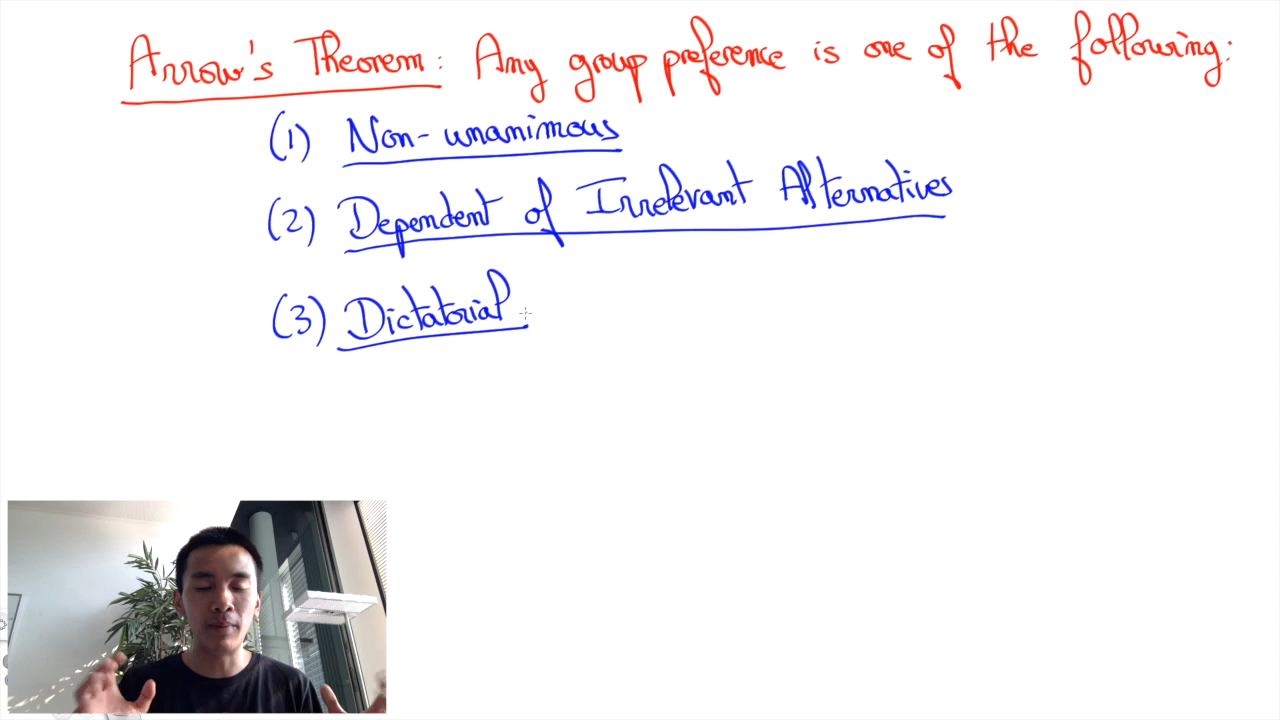 Arrow's Theorem: Any group preference is one of the following:
(1) Non-unanimous
(2) Dependent of Irrelevant Alternatives
(3) Dictatorial